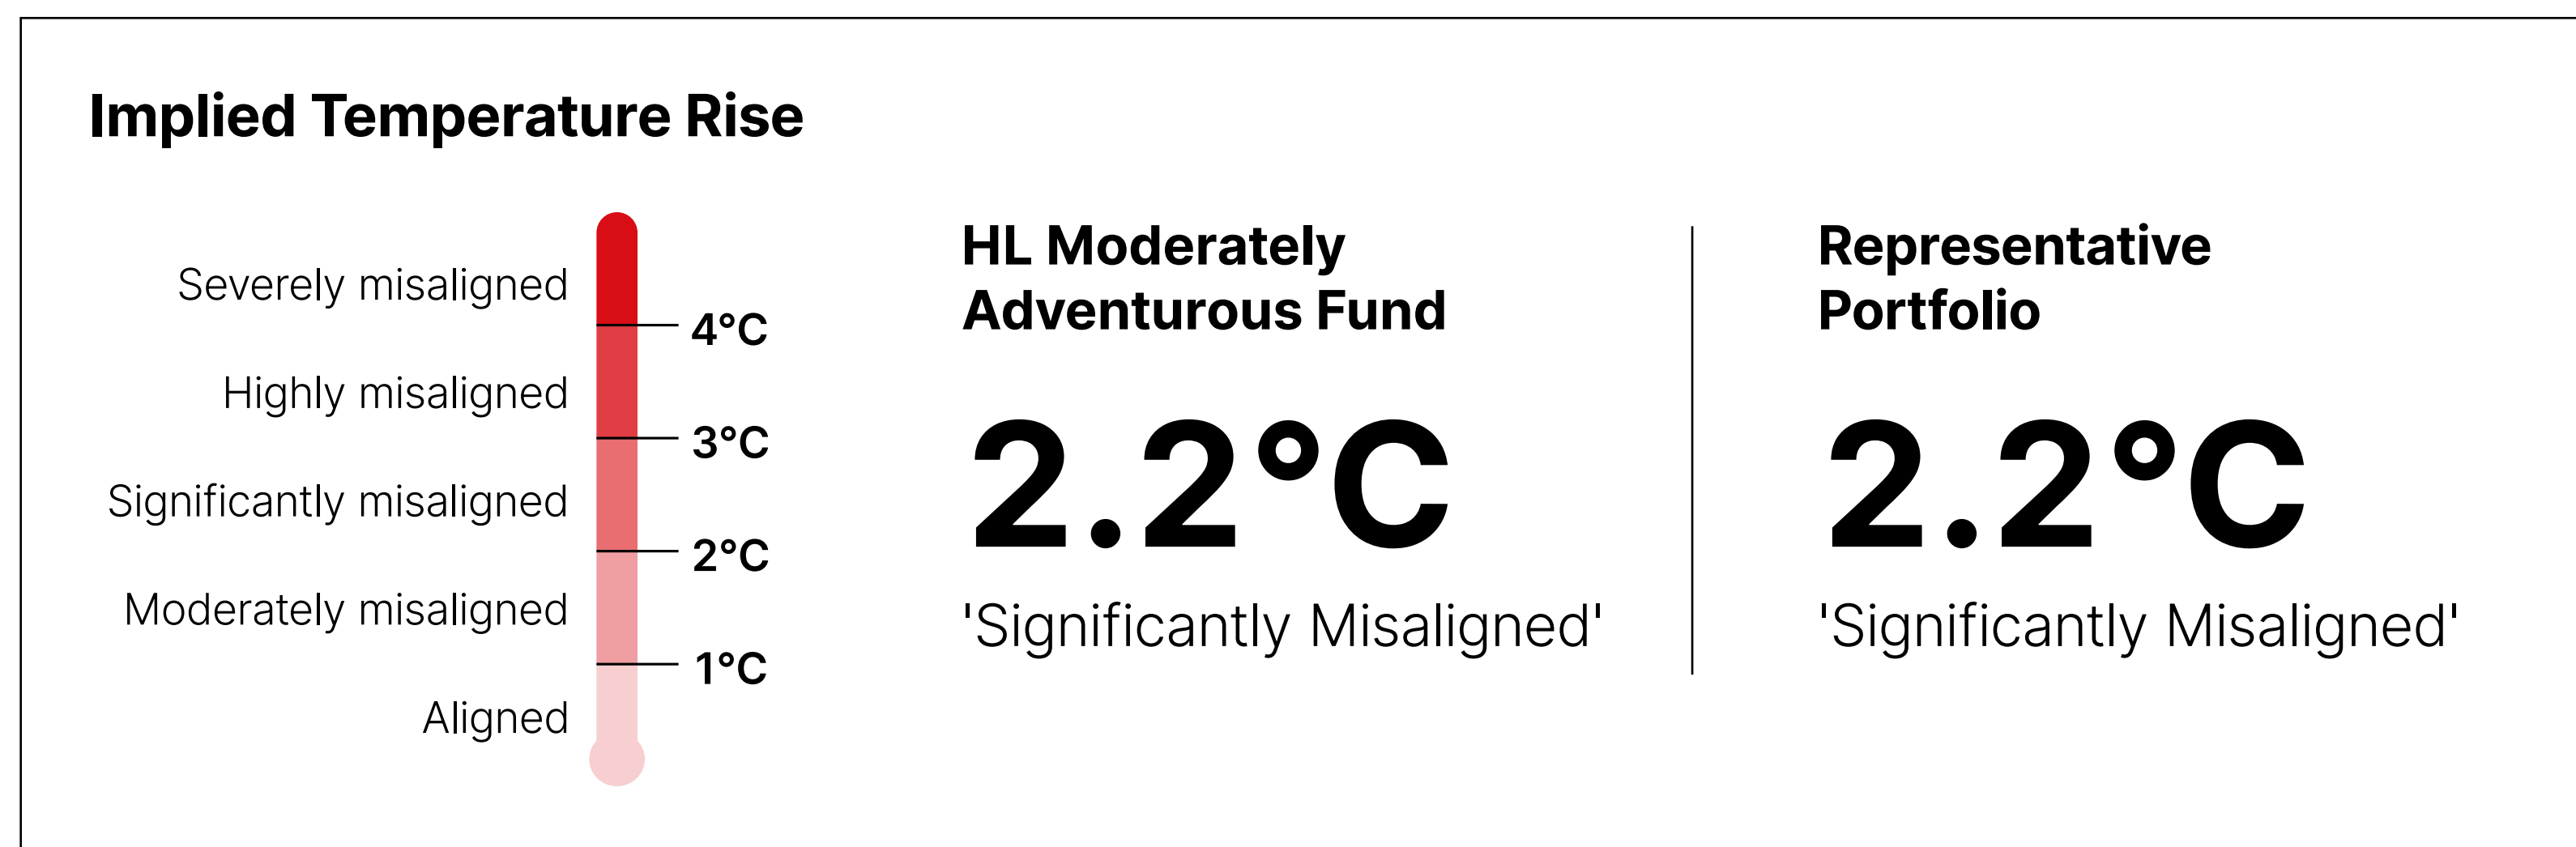 Implied Temperature Rise
Severely misaligned
4°C
Highly misaligned
3°C
Significantly misaligned
2°C
Moderately misaligned
1°C
Aligned
HL Moderately
Adventurous Fund
2.2°C
'Significantly Misaligned'
Representative
Portfolio
2.2°C
'Significantly Misaligned'